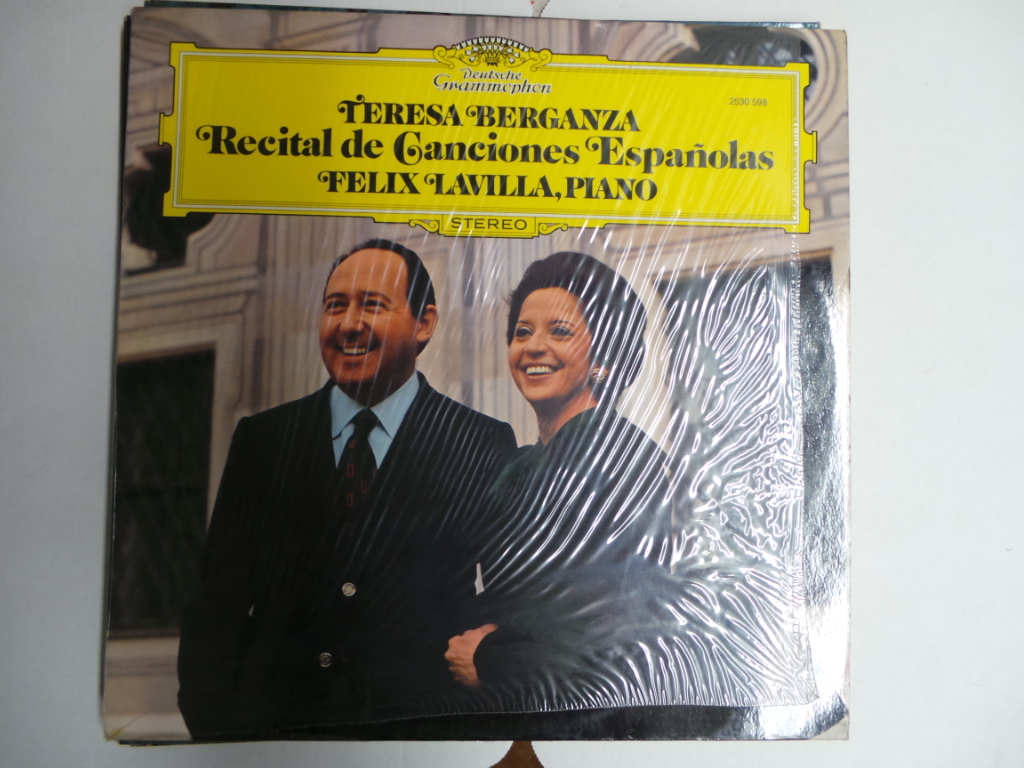 Deutsche
Grammophon
2530 598
TERESA BERGANZA
Recital de Canciones Españolas
FELIX LAVILLA, PIANO
STEREO